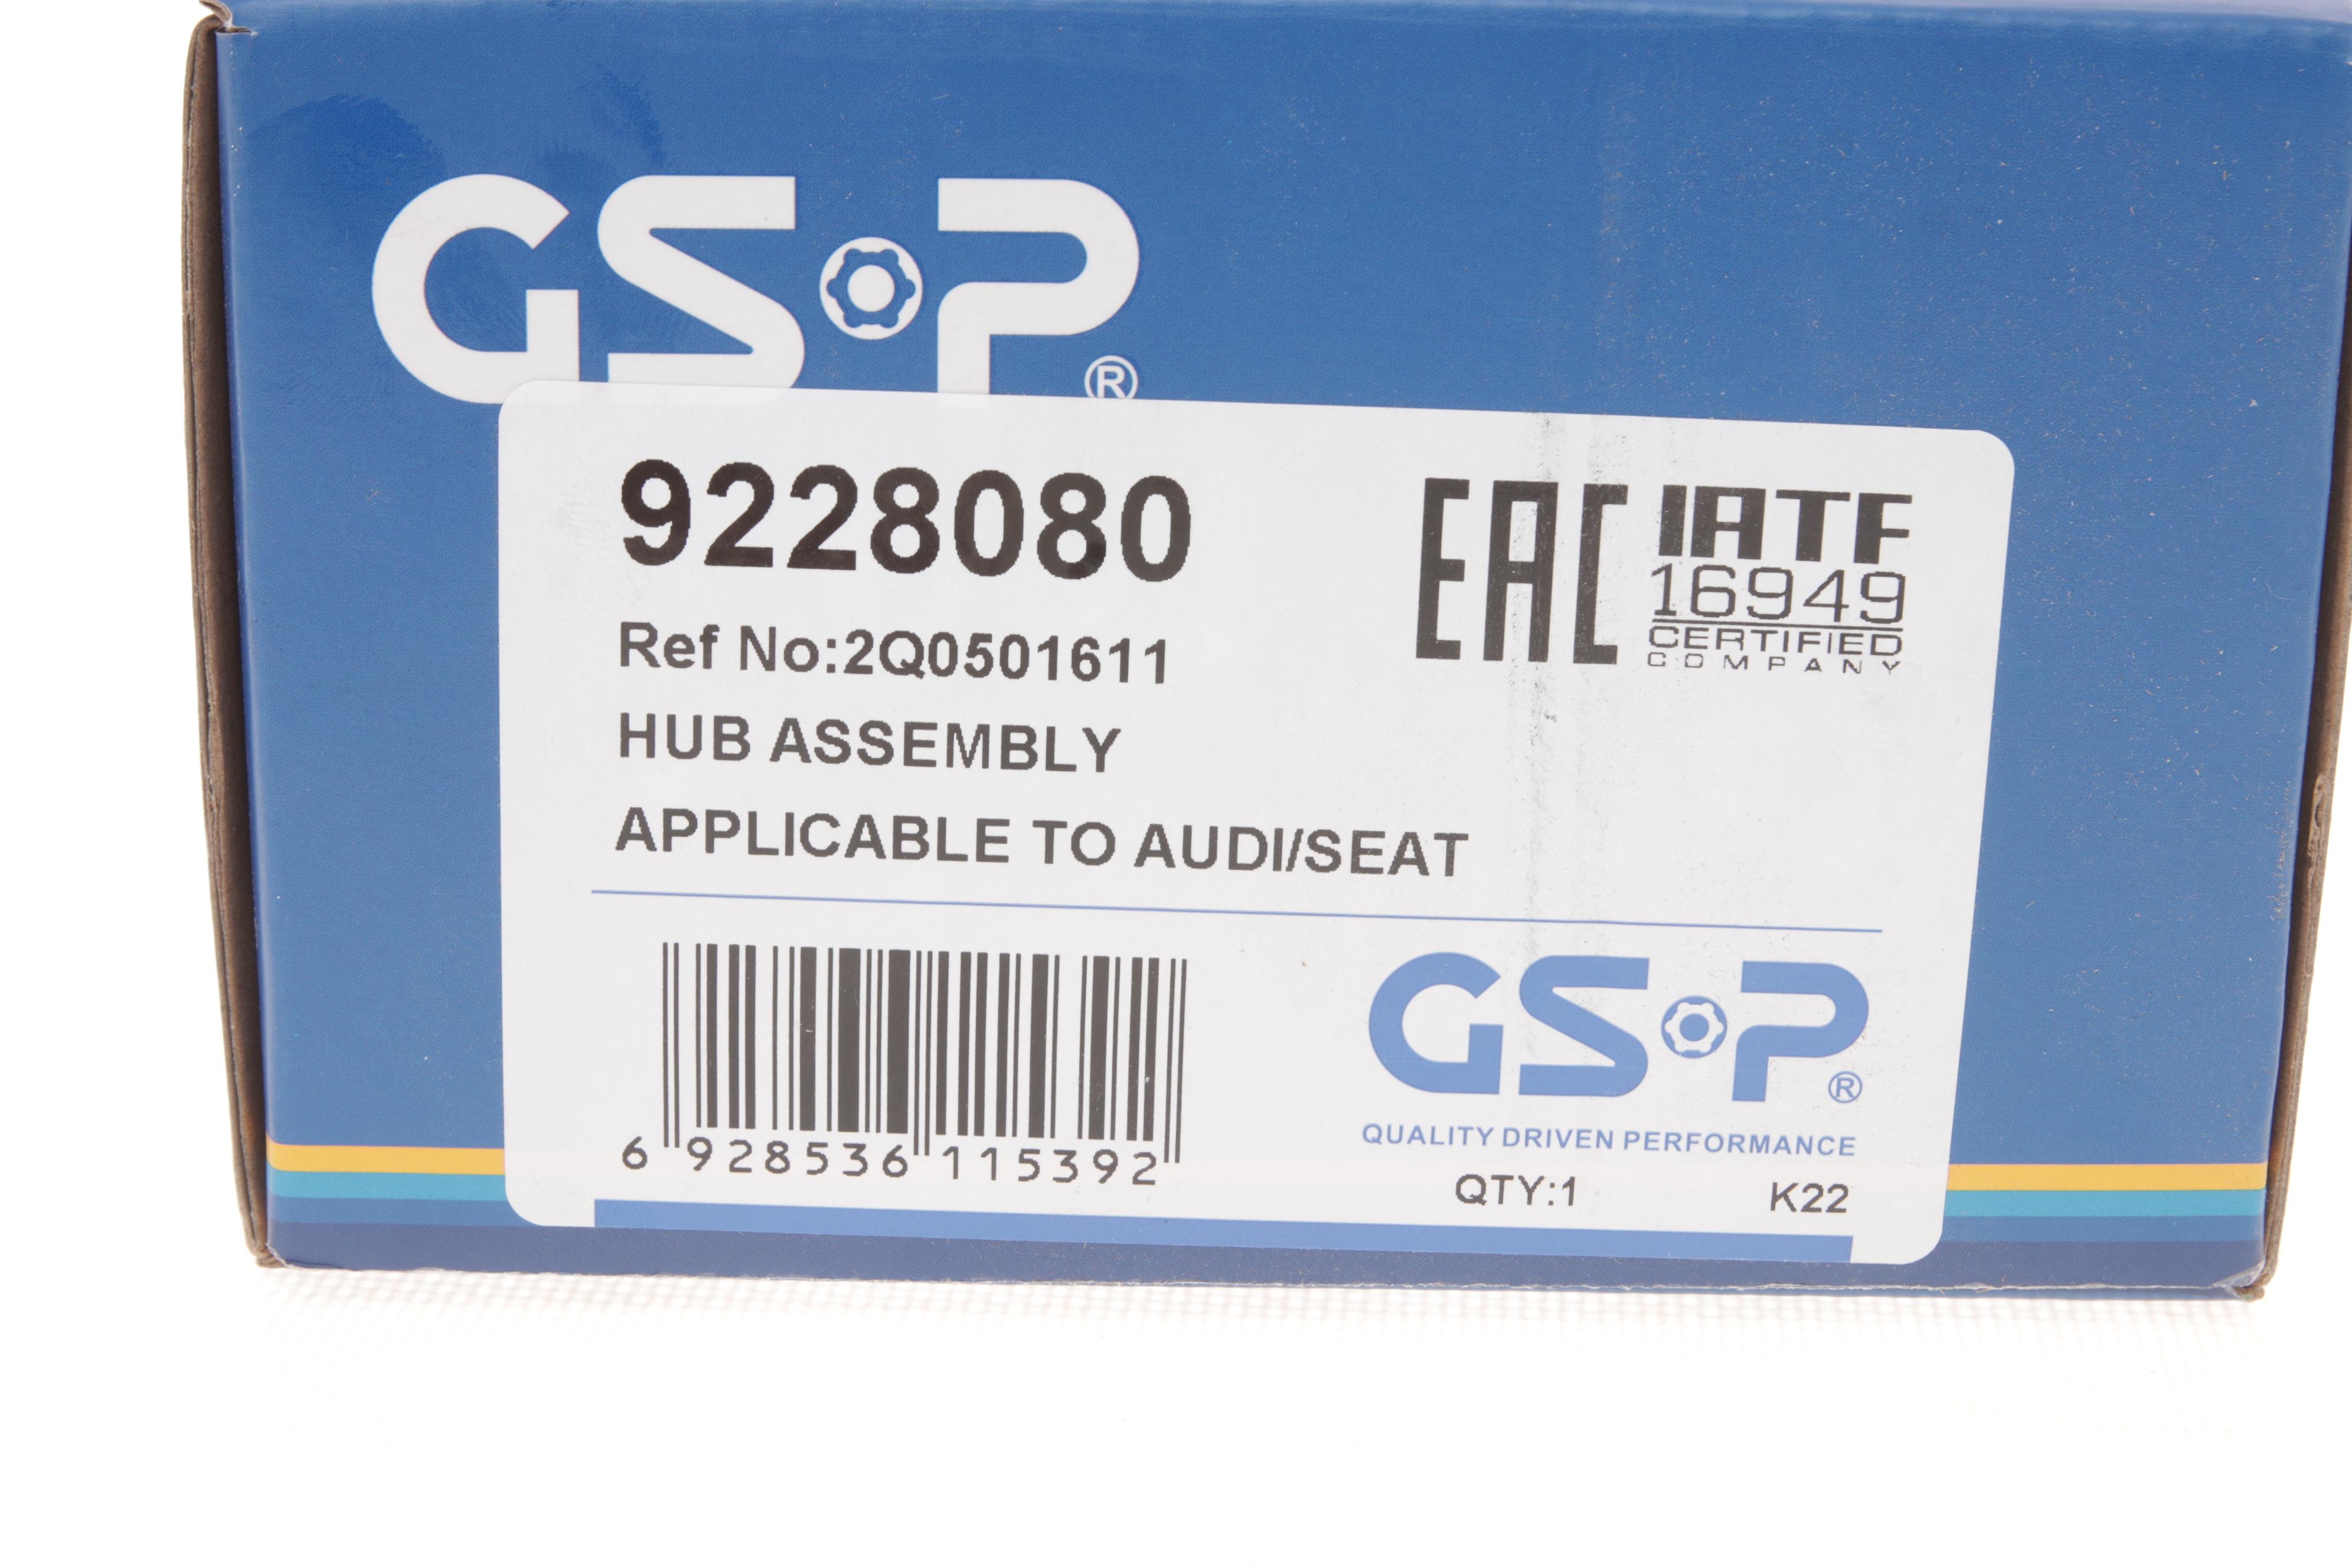 GSP®
9228080
EAC
IATF
16949
CERTIFIED
COMPANY
Ref No:2Q0501611
HUB ASSEMBLY
APPLICABLE TO AUDI/SEAT
6 928536 115392
GSP®
QUALITY DRIVEN PERFORMANCE
QTY:1 K22